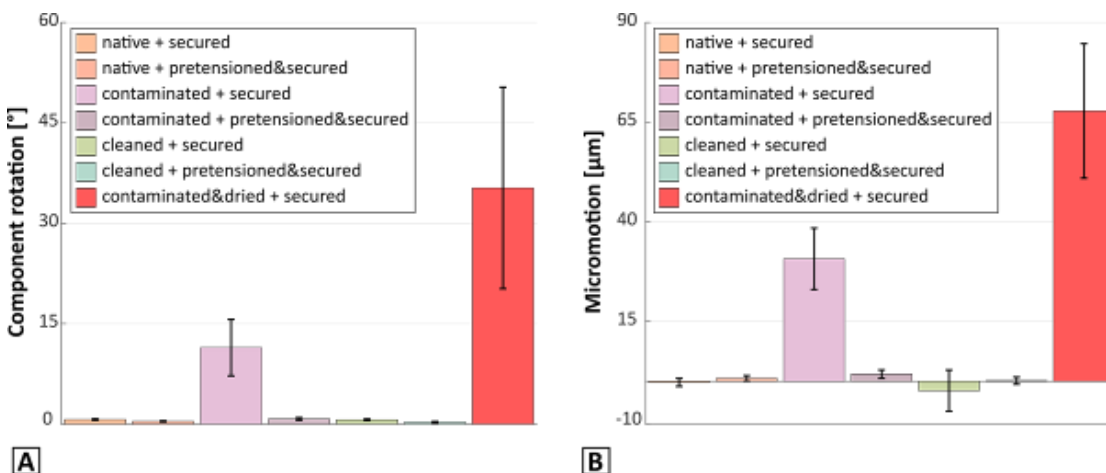 60
45
30
15
0
Component rotation [°]
native + secured
native + pretensioned&secured
contaminated + secured
contaminated + pretensioned&secured
cleaned + secured
cleaned + pretensioned&secured
contaminated&dried + secured
A
90
65
40
15
-10
Micromotion [µm]
native + secured
native + pretensioned&secured
contaminated + secured
contaminated + pretensioned&secured
cleaned + secured
cleaned + pretensioned&secured
contaminated&dried + secured
B